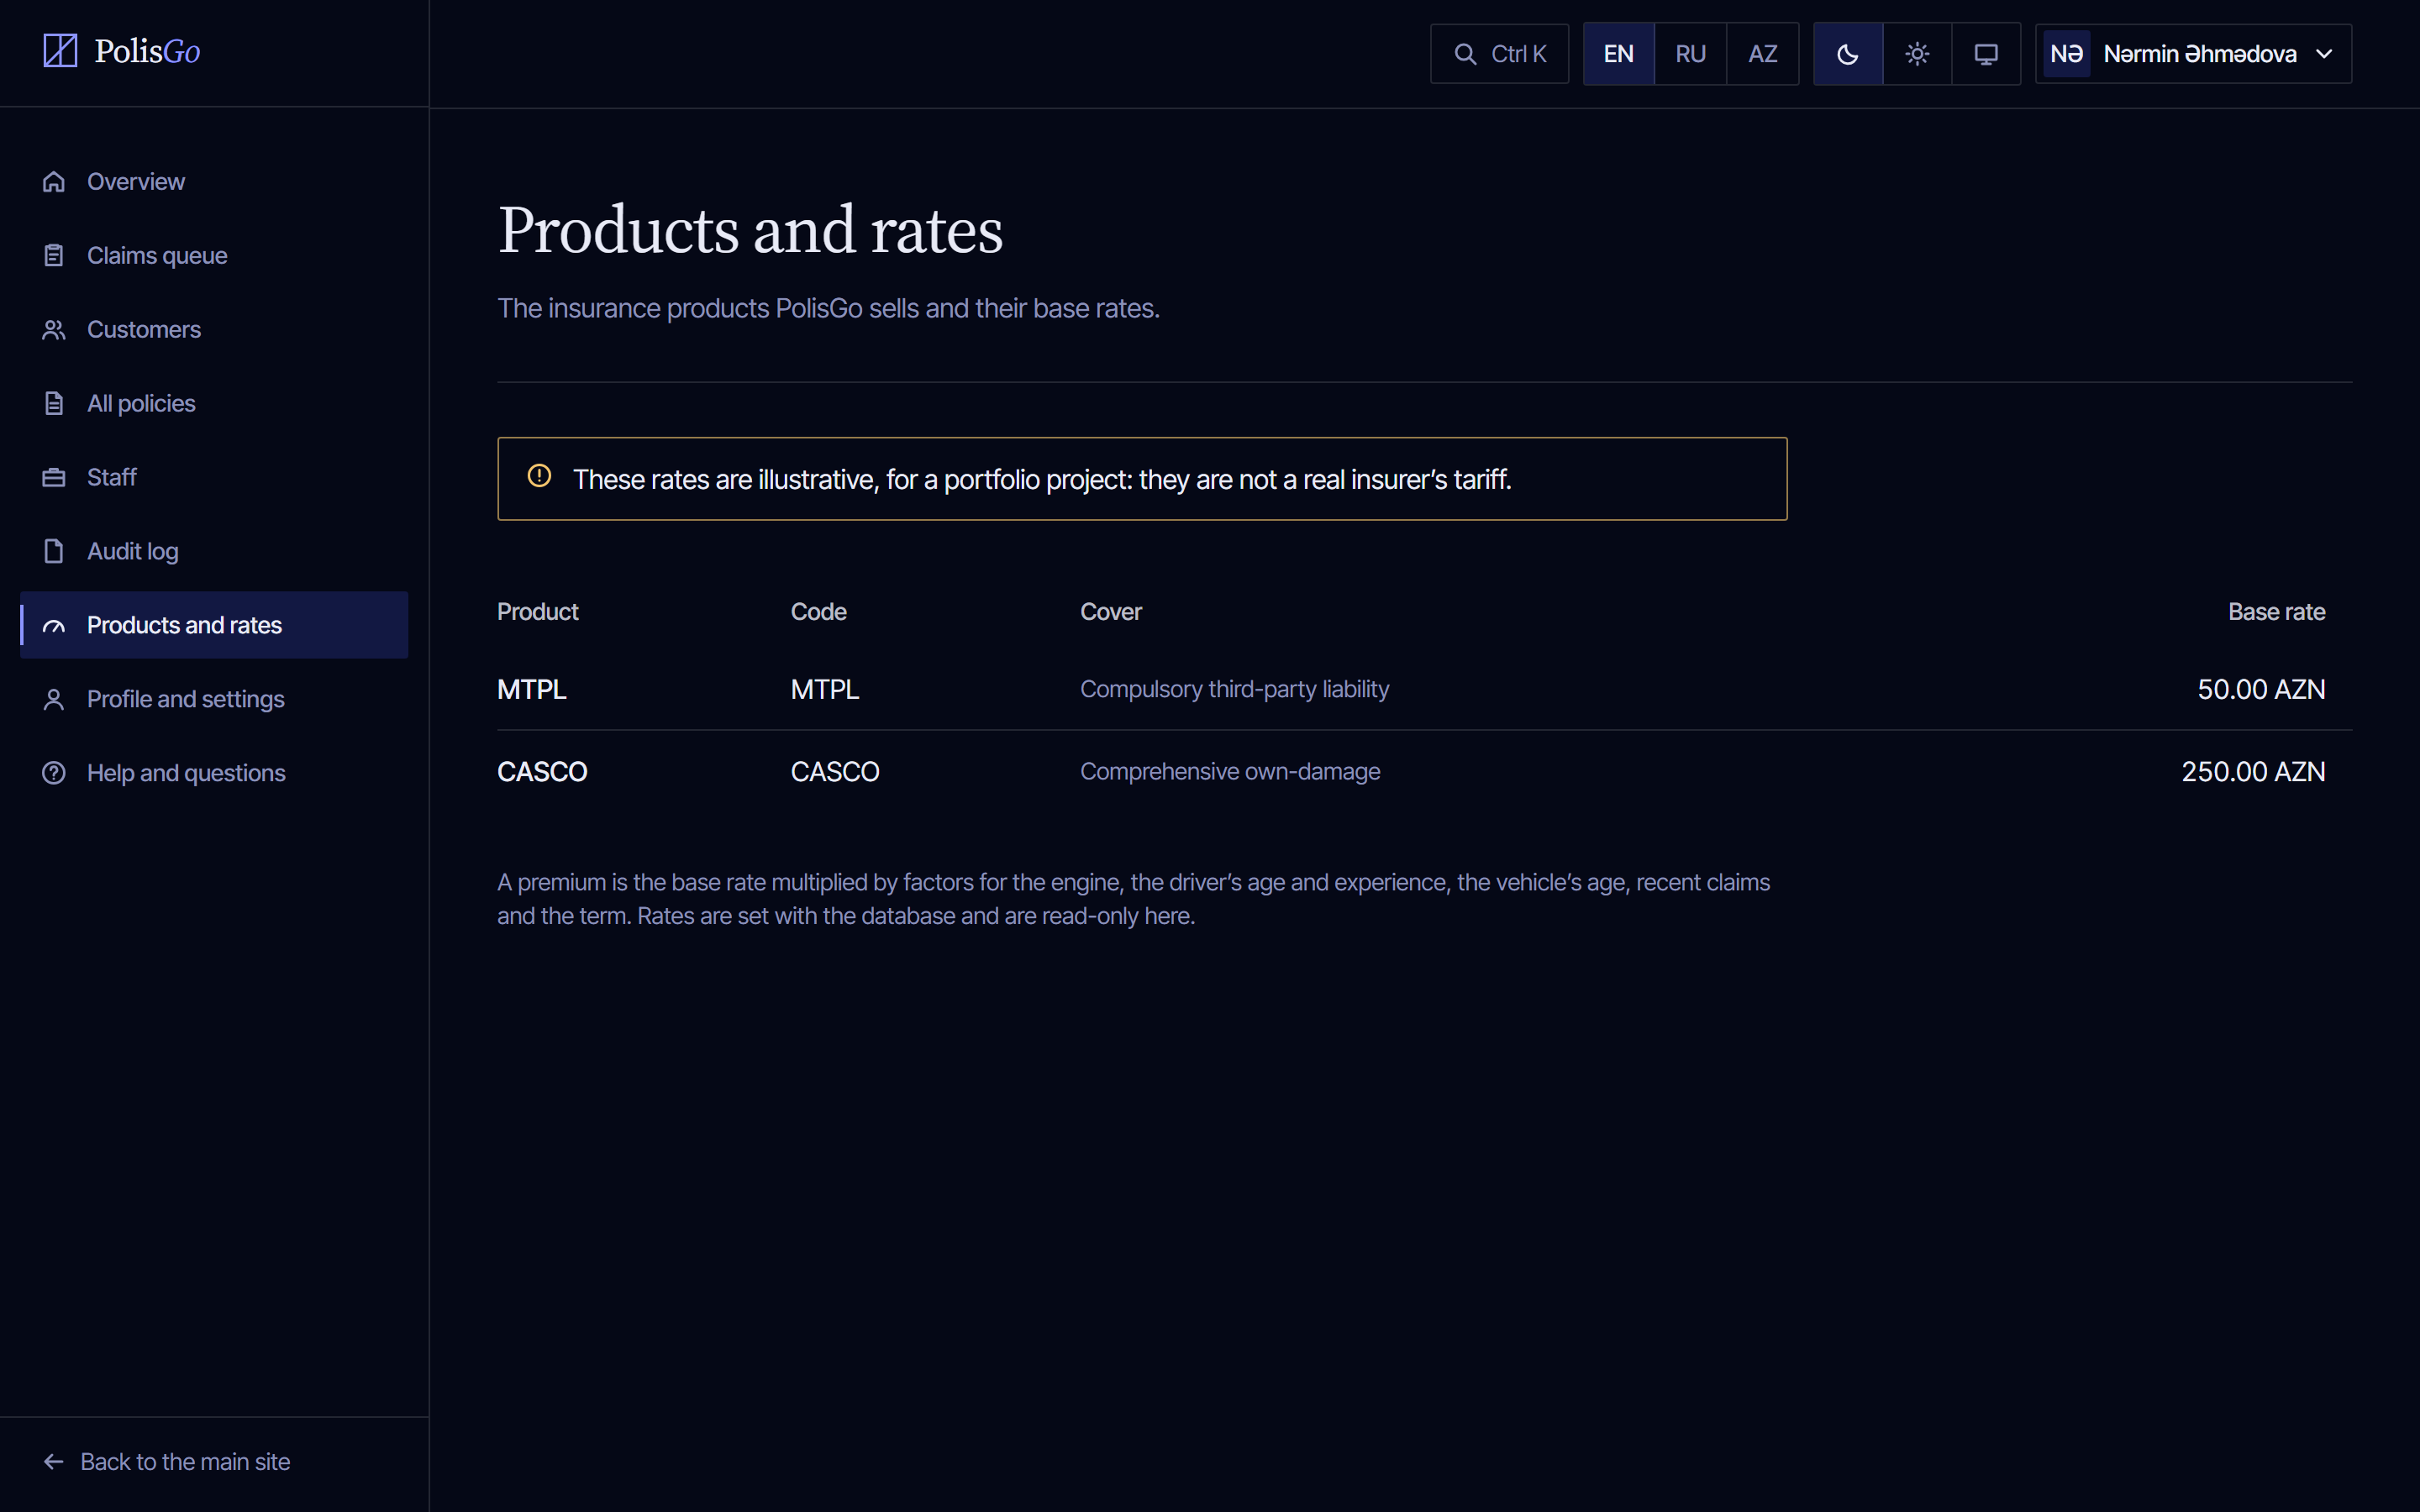 PolisGo
Ctrl K
EN
RU
AZ
NƏ
Nərmin Əhmədova
Overview
Claims queue
Customers
All policies
Staff
Audit log
Products and rates
Profile and settings
Help and questions
Back to the main site
Products and rates
The insurance products PolisGo sells and their base rates.
These rates are illustrative, for a portfolio project: they are not a real insurer’s tariff.
Product Code Cover Base rate
MTPL MTPL Compulsory third-party liability 50.00 AZN
CASCO CASCO Comprehensive own-damage 250.00 AZN
A premium is the base rate multiplied by factors for the engine, the driver’s age and experience, the vehicle’s age, recent claims
and the term. Rates are set with the database and are read-only here.